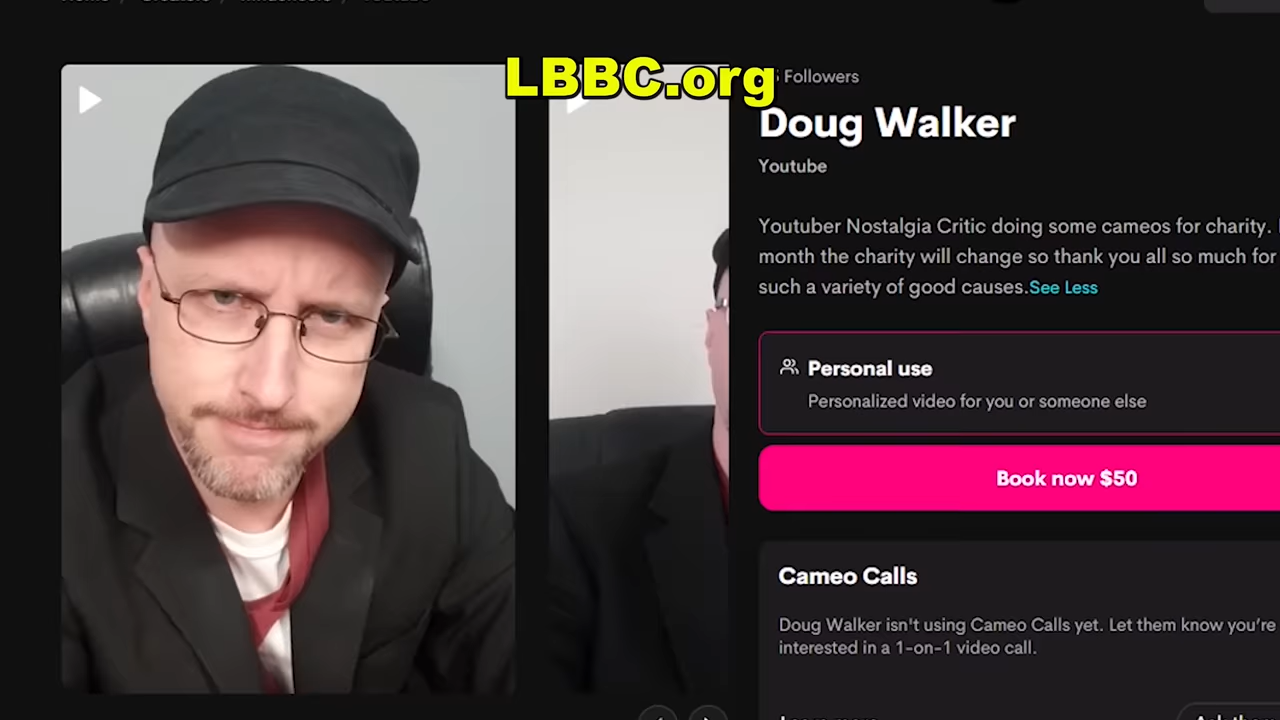 LBBC.org
Followers
Doug Walker
Youtube
Youtuber Nostalgia Critic doing some cameos for charity.
month the charity will change so thank you all so much for
such a variety of good causes.See Less
Personal use
Personalized video for you or someone else
Book now $50
Cameo Calls
Doug Walker isn't using Cameo Calls yet. Let them know you're
interested in a 1-on-1 video call.